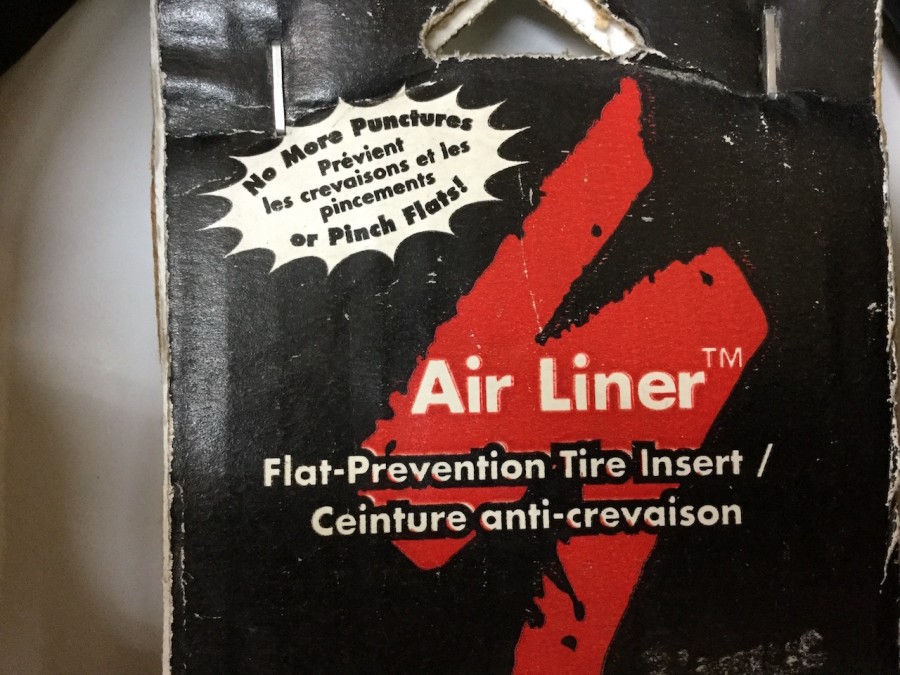 No More Punctures
Prévient
les crevaisons et les
pincements
or Pinch Flats!
Air Liner™
Flat-Prevention Tire Insert /
Ceinture anti-crevaison